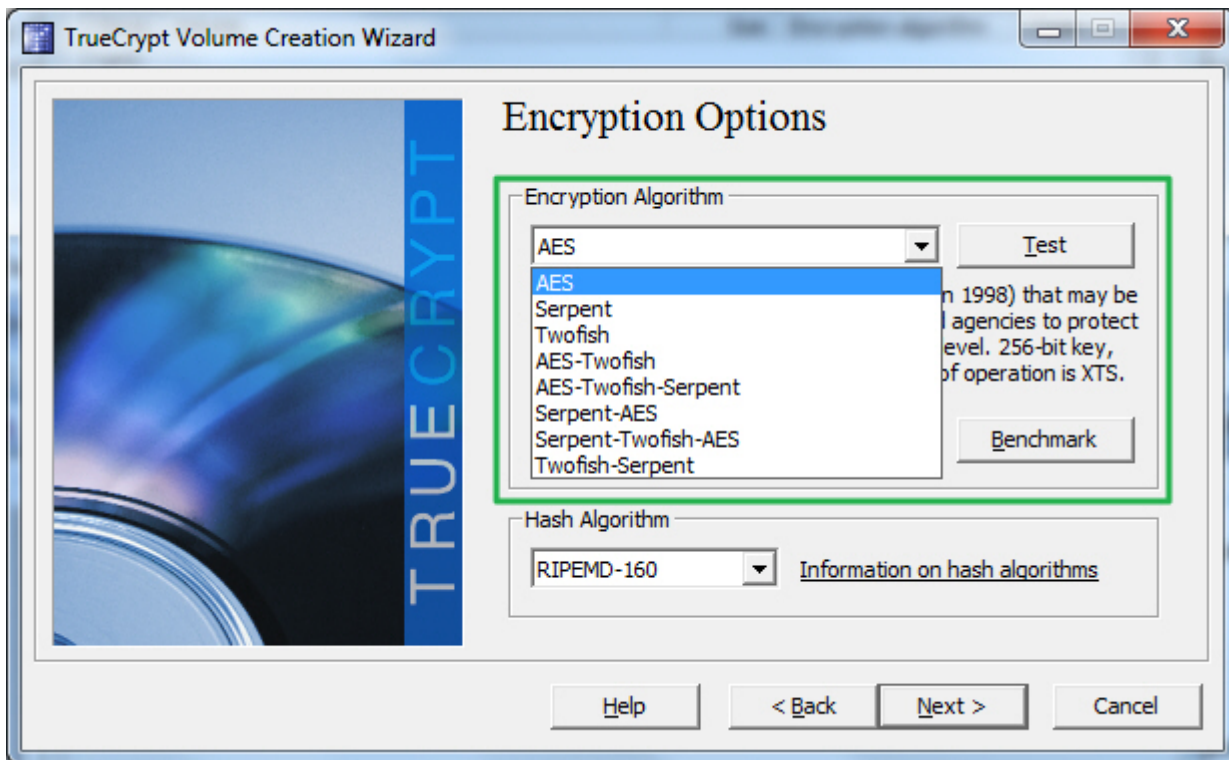 TrueCrypt Volume Creation Wizard
TRUECRYPT
Encryption Options
Encryption Algorithm
AES
Test
AES
Serpent
Twofish
AES-Twofish
AES-Twofish-Serpent
Serpent-AES
Serpent-Twofish-AES
Twofish-Serpent
1998) that may be
agencies to protect
evel. 256-bit key,
of operation is XTS.
Benchmark
Hash Algorithm
RIPEMD-160
Information on hash algorithms
Help
< Back
Next >
Cancel